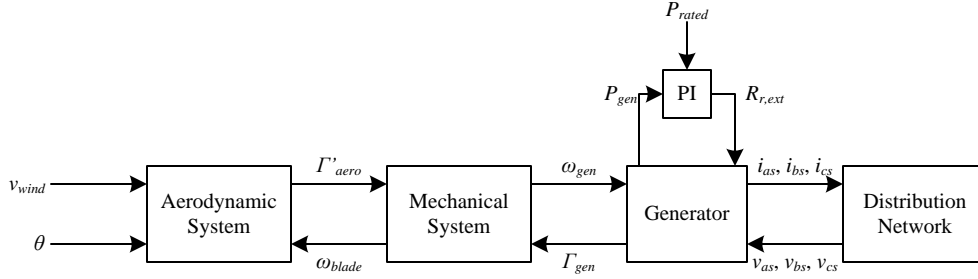 P_rated
P_gen
PI
R_r,ext
v_wind
θ
Aerodynamic
System
Γ'_aero
ω_blade
Mechanical
System
ω_gen
Γ_gen
Generator
i_as, i_bs, i_cs
v_as, v_bs, v_cs
Distribution
Network